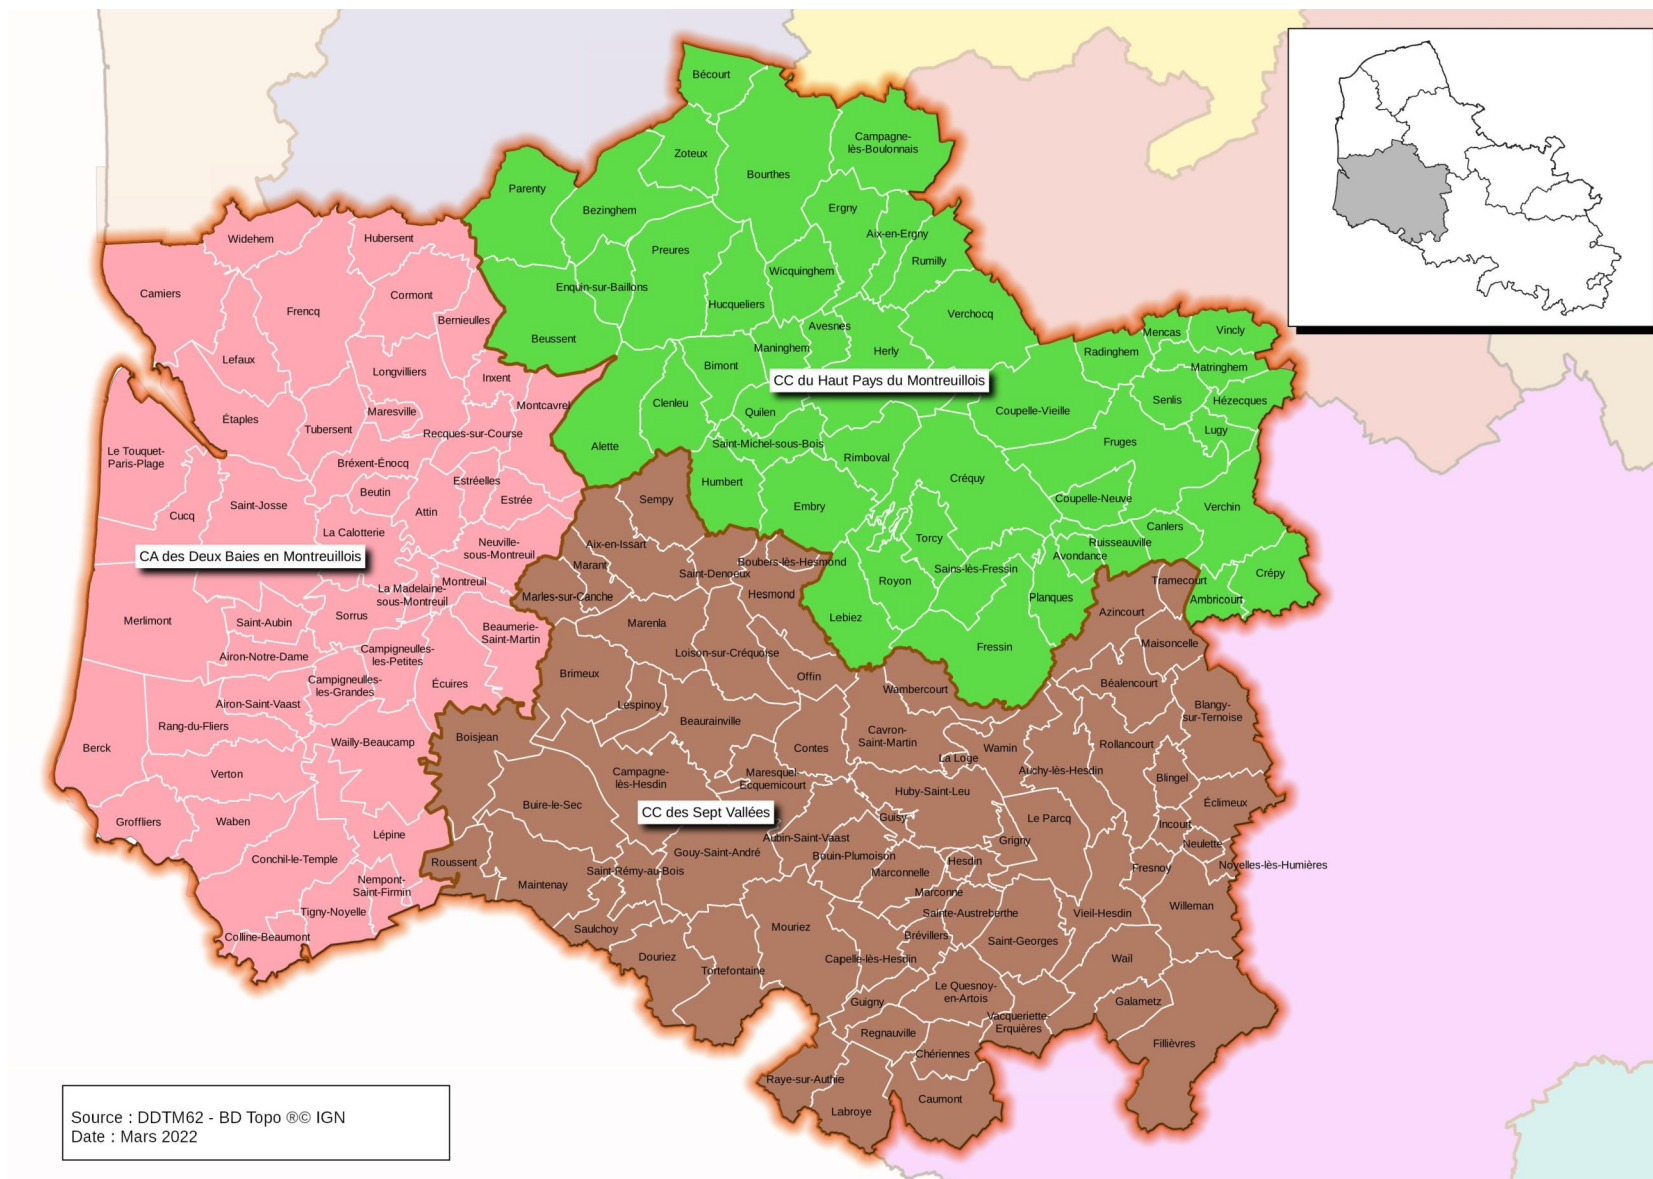 Bécourt
Campagne-
lès-Boulonnais
Zoteux
Bourthes
Parenty
Bezinghem
Ergny
Aix-en-Ergny
Widehem
Hubersent
Preures
Rumilly
Wicquinghem
Camiers
Cormont
Enquin-sur-Baillons
Frencq
Hucqueliers
Bernieulles
Verchocq
Avesnes
Mencas
Vincly
Beussent
Maninghem
Herly
Radinghem
Lefaux
Bimont
Matringhem
Longvilliers
Inxent
CC du Haut Pays du Montreuillois
Montcavrel
Clenleu
Quilen
Coupelle-Vieille
Senlis
Hézecques
Étaples
Maresville
Tubersent
Recques-sur-Course
Lugy
Alette
Saint-Michel-sous-Bois
Fruges
Le Touquet-
Paris-Plage
Rimboval
Bréxent-Énocq
Créquy
Estréelles
Humbert
Beutin
Estrée
Sempy
Coupelle-Neuve
Saint-Josse
Embry
Verchin
Cucq
Attin
Canlers
La Calotterie
Torcy
Ruisseauville
Neuville-
sous-Montreuil
Aix-en-Issart
CA des Deux Baies en Montreuillois
Avondance
Marant
Boubers-lès-Hesmond
Saint-Denoeux
Sains-lès-Fressin
Crépy
Royon
Montreuil
Tramecourt
La Madelaine-
sous-Montreuil
Marles-sur-Canche
Hesmond
Planques
Ambricourt
Azincourt
Merlimont
Saint-Aubin
Sorrus
Marenla
Lebiez
Beaumerie-
Saint-Martin
Maisoncelle
Fressin
Airon-Notre-Dame
Campigneulles-
les-Petites
Loison-sur-Créquoise
Brimeux
Offin
Campigneulles-
les-Grandes
Écuires
Wambercourt
Béalencourt
Airon-Saint-Vaast
Lespinoy
Blangy-
sur-Ternoise
Rang-du-Fliers
Beaurainville
Cavron-
Saint-Martin
Boisjean
Wailly-Beaucamp
Rollancourt
Berck
Contes
Wamin
La Loge
Verton
Campagne-
lès-Hesdin
Maresquel-
Ecquemicourt
Auchy-lès-Hesdin
Blingel
Huby-Saint-Leu
Buire-le-Sec
Éclimeux
CC des Sept Vallées
Groffliers
Waben
Guisy
Le Parcq
Incourt
Lépine
Aubin-Saint-Vaast
Grigny
Neulette
Gouy-Saint-André
Bouin-Plumoison
Conchil-le-Temple
Roussent
Hesdin
Noyelles-lès-Humières
Saint-Rémy-au-Bois
Marconnelle
Fresnoy
Nempont-
Saint-Firmin
Maintenay
Marconne
Willeman
Tigny-Noyelle
Sainte-Austreberthe
Vieil-Hesdin
Saulchoy
Mouriez
Colline-Beaumont
Brévillers
Saint-Georges
Douriez
Capelle-lès-Hesdin
Wail
Tortefontaine
Le Quesnoy-
en-Artois
Guigny
Galametz
Vacqueriette-
Erquières
Regnauville
Fillièvres
Chériennes
Raye-sur-Authie
Caumont
Labroye
Source : DDTM62 - BD Topo ®© IGN
Date : Mars 2022